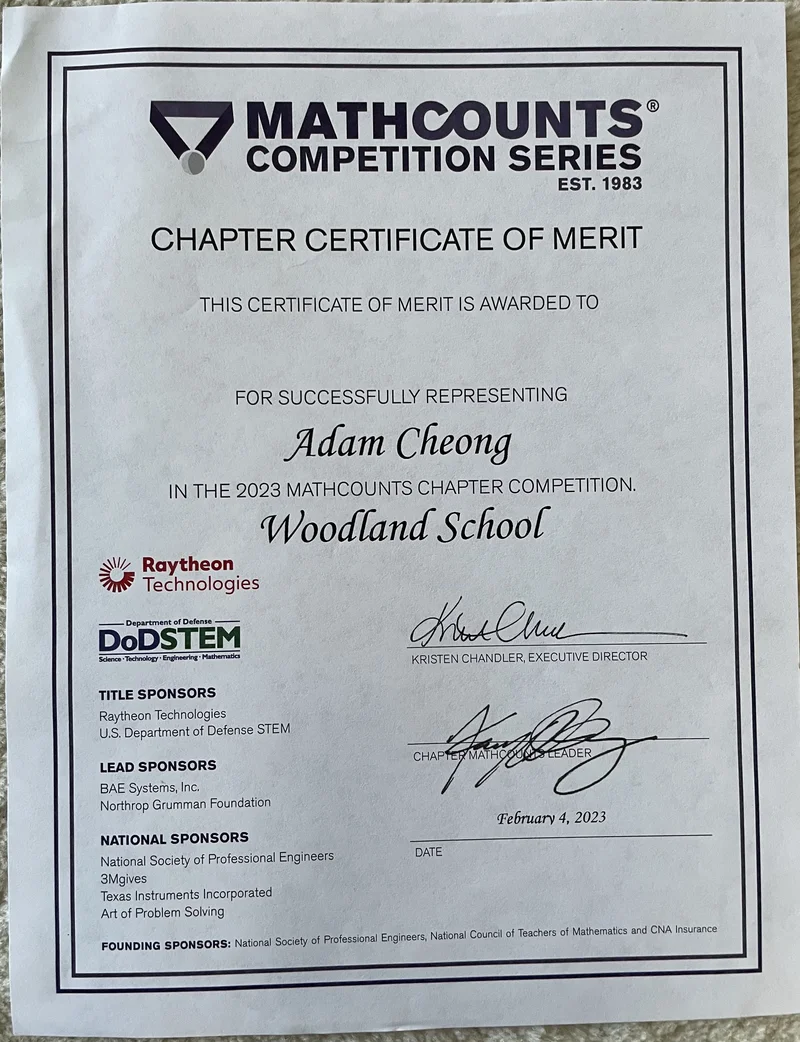 MATHCOUNTS®
COMPETITION SERIES
EST. 1983
CHAPTER CERTIFICATE OF MERIT
THIS CERTIFICATE OF MERIT IS AWARDED TO
FOR SUCCESSFULLY REPRESENTING
Adam Cheong
IN THE 2023 MATHCOUNTS CHAPTER COMPETITION.
Woodland School
Raytheon
Technologies
Department of Defense
DoDSTEM
Science · Technology · Engineering · Mathematics
KRISTEN CHANDLER, EXECUTIVE DIRECTOR
TITLE SPONSORS
Raytheon Technologies
U.S. Department of Defense STEM
CHAPTER MATHCOUNTS LEADER
LEAD SPONSORS
BAE Systems, Inc.
Northrop Grumman Foundation
February 4, 2023
DATE
NATIONAL SPONSORS
National Society of Professional Engineers
3Mgives
Texas Instruments Incorporated
Art of Problem Solving
FOUNDING SPONSORS: National Society of Professional Engineers, National Council of Teachers of Mathematics and CNA Insurance